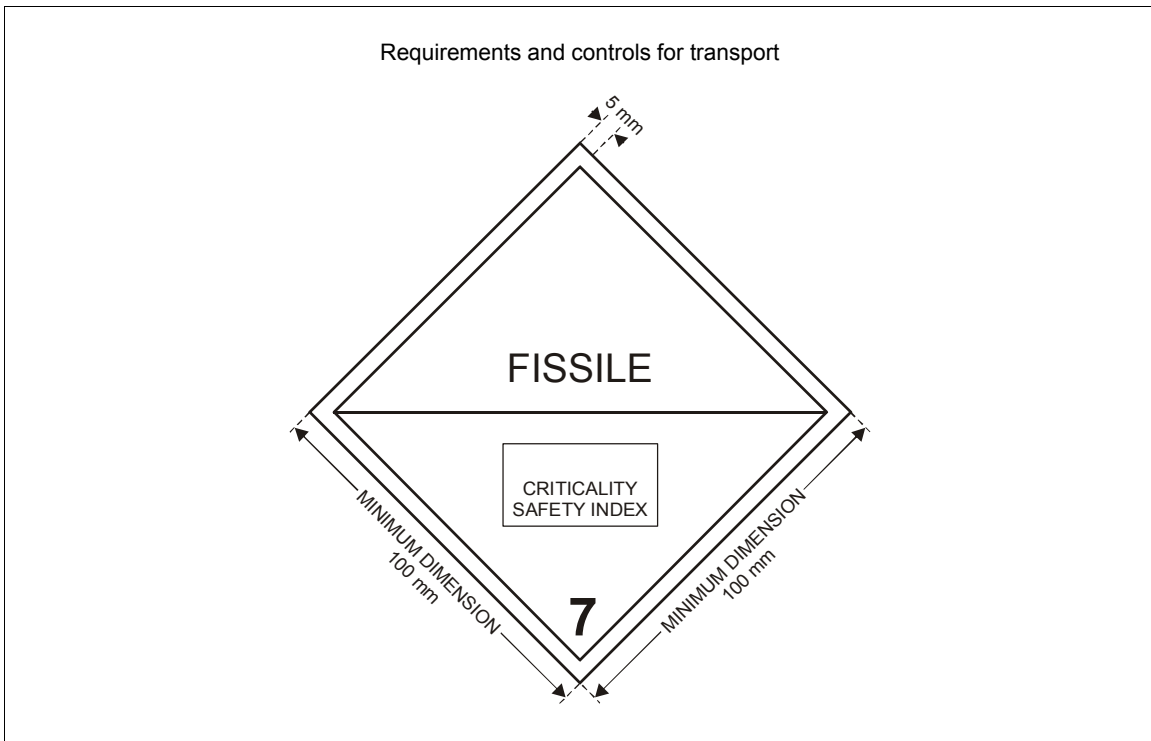 Requirements and controls for transport
5 mm
FISSILE
CRITICALITY
SAFETY INDEX
MINIMUM DIMENSION
100 mm
MINIMUM DIMENSION
100 mm
7